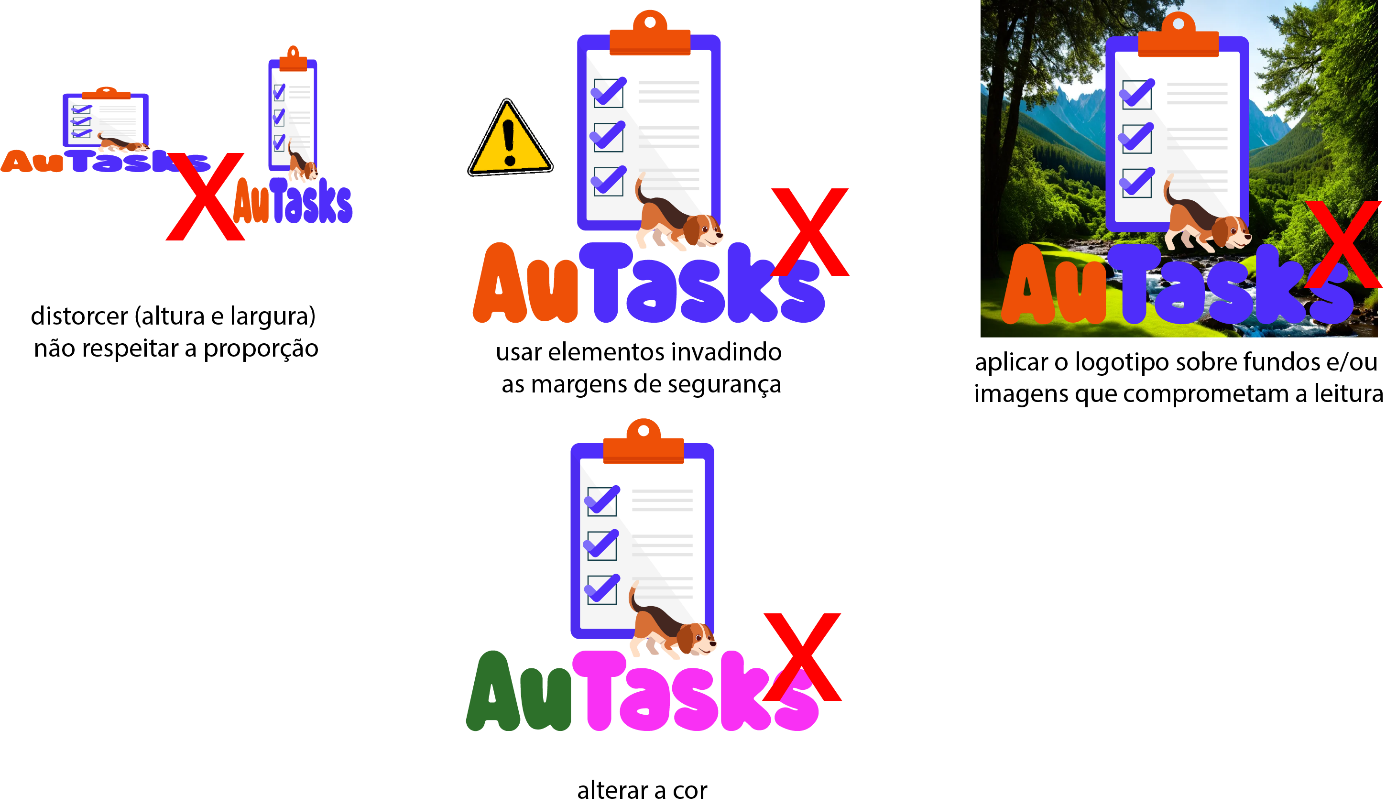 AuTasks
X
AuTasks
distorcer (altura e largura)
não respeitar a proporção
AuTasks
X
usar elementos invadindo
as margens de segurança
AuTasks
X
aplicar o logotipo sobre fundos e/ou
imagens que comprometam a leitura
AuTasks
X
alterar a cor